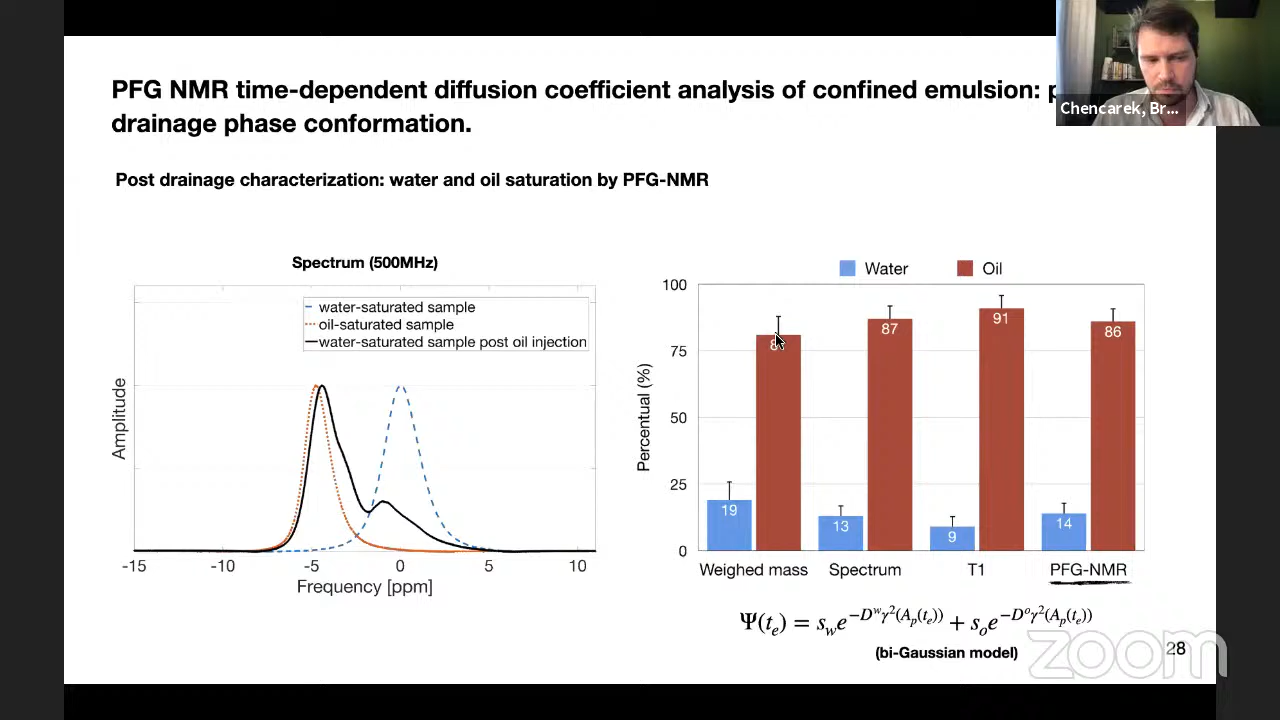 PFG NMR time-dependent diffusion coefficient analysis of confined emulsion:
drainage phase conformation.
Chencarek, Br...
Post drainage characterization: water and oil saturation by PFG-NMR
Spectrum (500MHz)
water-saturated sample
oil-saturated sample
water-saturated sample post oil injection
Amplitude
-15 -10 -5 0 5 10
Frequency [ppm]
Water Oil
100
75
50
25
0
Percentual (%)
19 13 87 9 91 14 86
Weighed mass Spectrum T1 PFG-NMR
Ψ(tₑ) = s_w e^{−D^w γ²(A_p(tₑ))} + s_o e^{−D^o γ²(A_p(tₑ))}
(bi-Gaussian model)
28
zoom